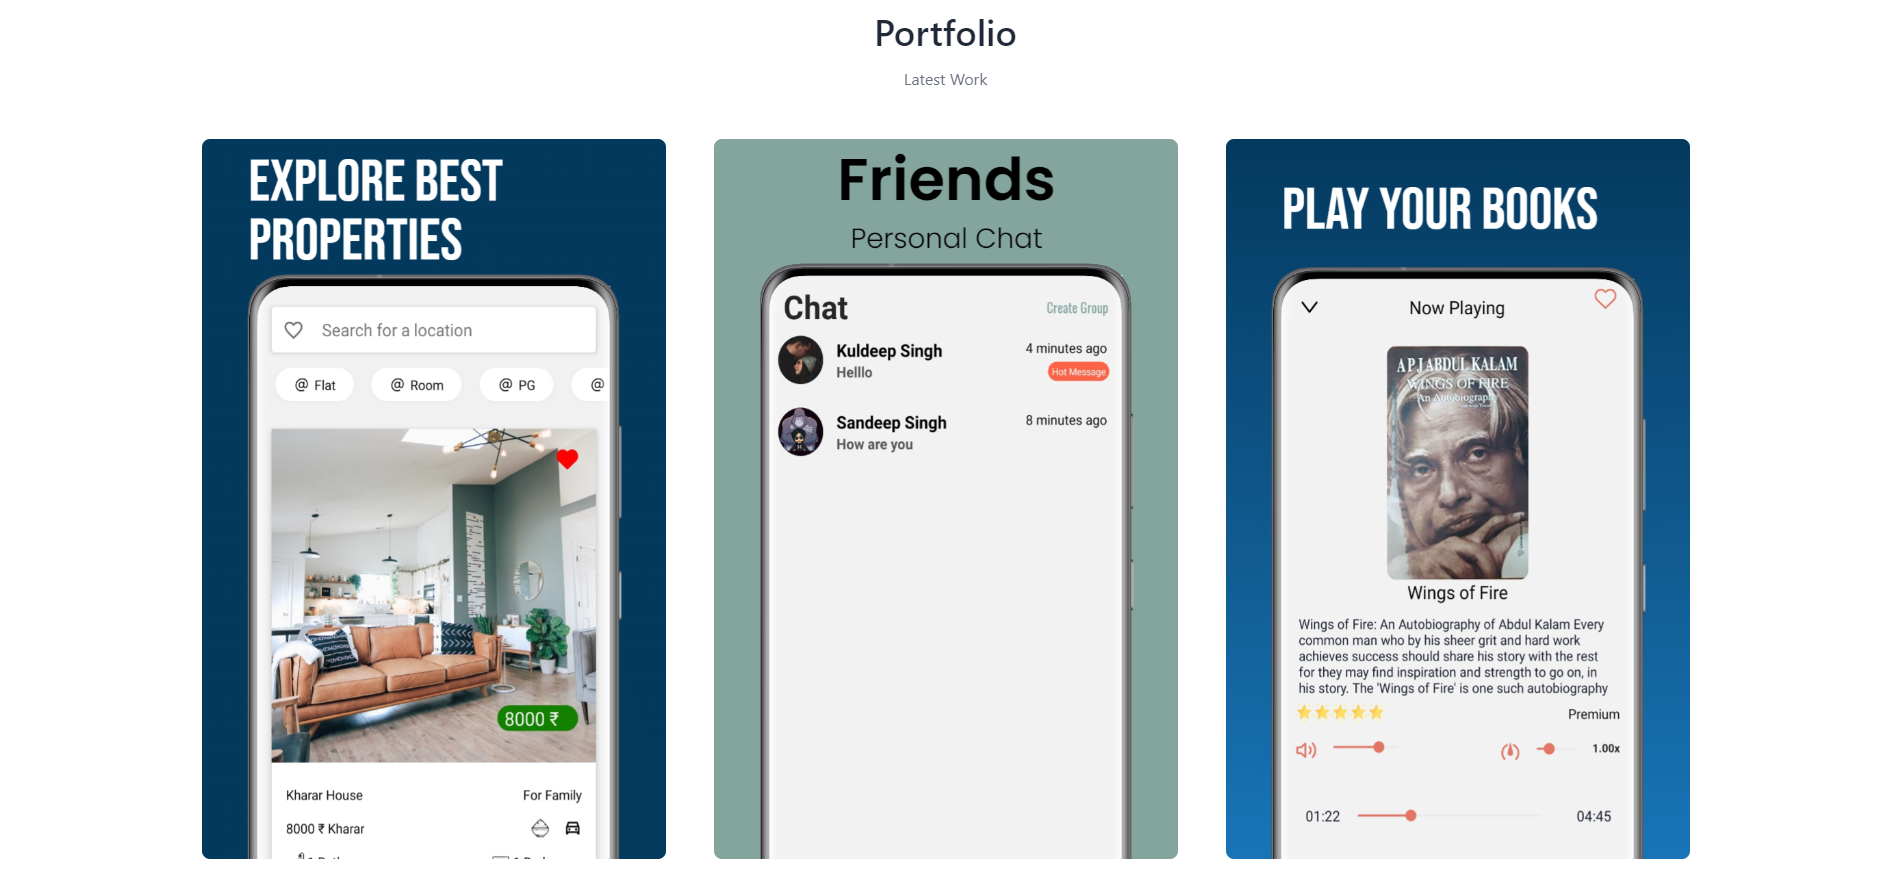 Portfolio
Latest Work
EXPLORE BEST
PROPERTIES
Search for a location
@ Flat
@ Room
@ PG
@
8000 ₹
Kharar House
For Family
8000 ₹ Kharar
Friends
Personal Chat
Chat
Create Group
Kuldeep Singh
4 minutes ago
Helllo
Hot Message
Sandeep Singh
8 minutes ago
How are you
PLAY YOUR BOOKS
Now Playing
A P J ABDUL KALAM
WINGS OF FIRE
An Autobiography
Wings of Fire
Wings of Fire: An Autobiography of Abdul Kalam Every
common man who by his sheer grit and hard work
achieves success should share his story with the rest
for they may find inspiration and strength to go on, in
his story. The 'Wings of Fire' is one such autobiography
Premium
1.00x
01:22
04:45